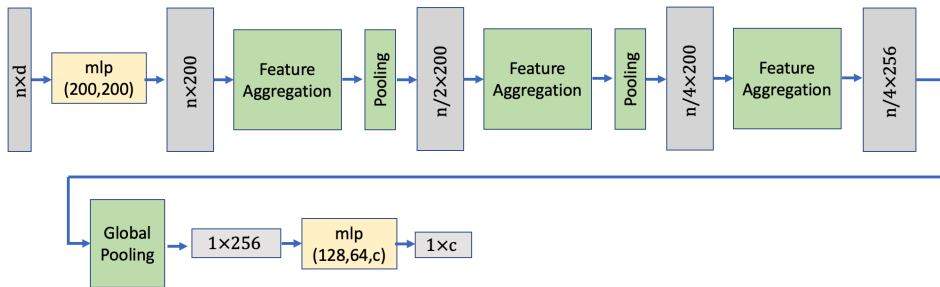 n×d
mlp
(200,200)
n×200
Feature
Aggregation
Pooling
n/2×200
Feature
Aggregation
Pooling
n/4×200
Feature
Aggregation
n/4×256
Global
Pooling
1×256
mlp
(128,64,c)
1×c